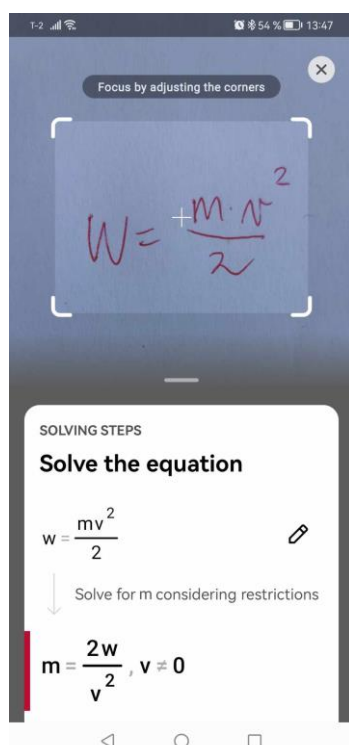 T-2 54 % 13:47
Focus by adjusting the corners
W = m·v²/2
SOLVING STEPS
Solve the equation
w = mv²/2
Solve for m considering restrictions
m = 2w/v², v ≠ 0